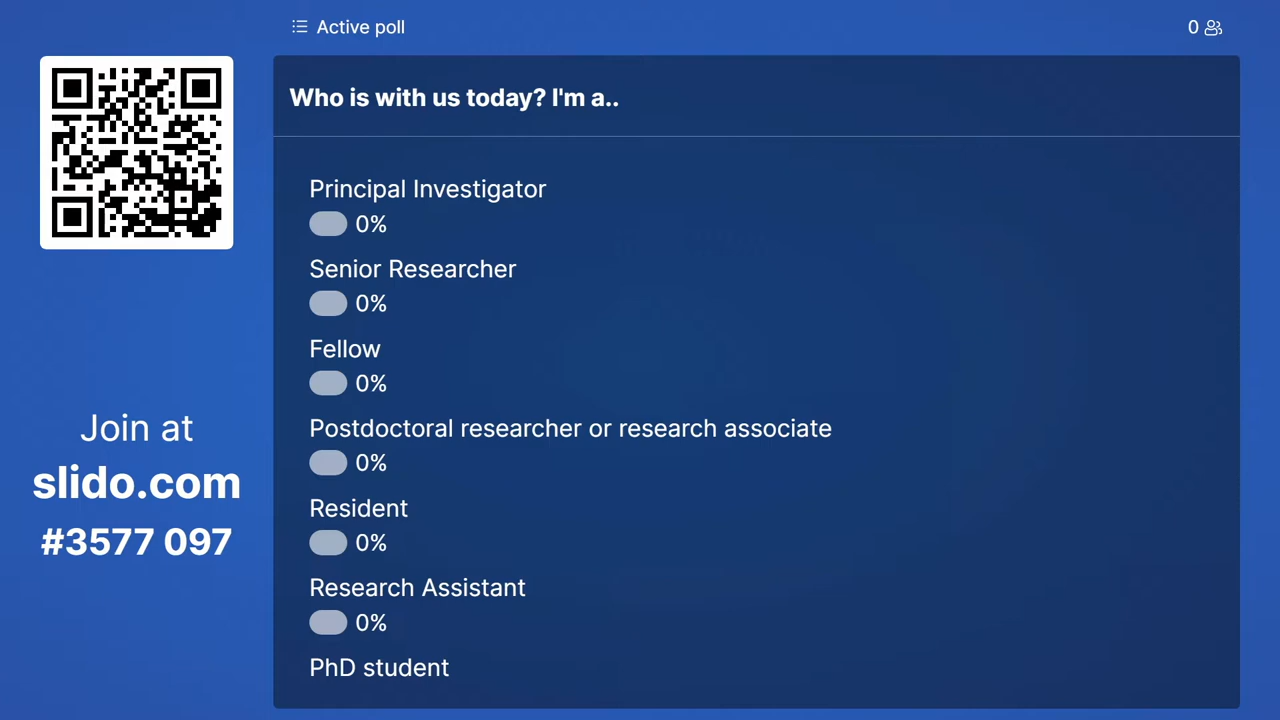 Active poll
0
Who is with us today? I'm a..
Principal Investigator
0%
Senior Researcher
0%
Fellow
0%
Postdoctoral researcher or research associate
0%
Resident
0%
Research Assistant
0%
PhD student
Join at
slido.com
#3577 097